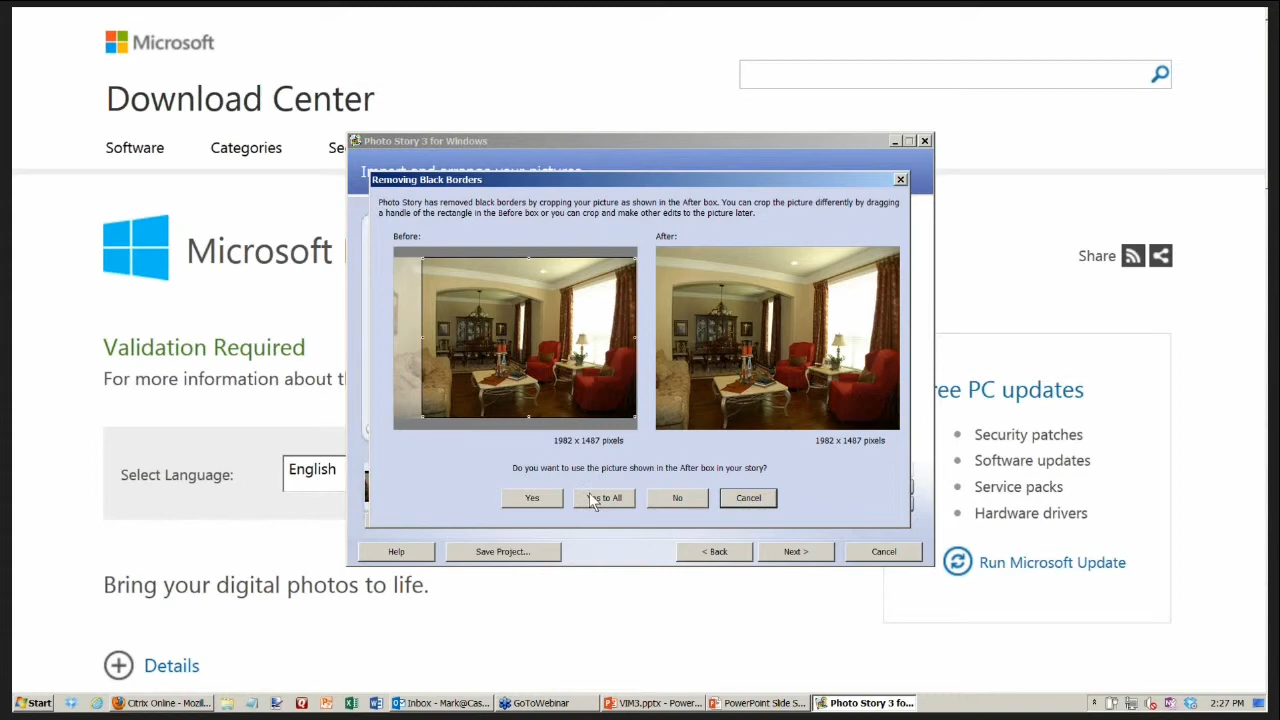 Microsoft
Download Center
Software Categories Se
Photo Story 3 for Windows
Import and arrange your pictures
Removing Black Borders
Photo Story has removed black borders by cropping your picture as shown in the After box. You can crop the picture differently by dragging
a handle of the rectangle in the Before box or you can crop and make other edits to the picture later.
Before: After:
Microsoft
Share
Validation Required
For more information about t
ree PC updates
Security patches
Software updates
Service packs
Hardware drivers
Run Microsoft Update
1982 x 1487 pixels 1982 x 1487 pixels
Do you want to use the picture shown in the After box in your story?
Select Language: English
Yes Yes to All No Cancel
Help Save Project... < Back Next > Cancel
Bring your digital photos to life.
Details
Start Citrix Online - Mozil... Inbox - Mark@Cas... GoToWebinar VIM3.pptx - Power... PowerPoint Slide S... Photo Story 3 fo... 2:27 PM